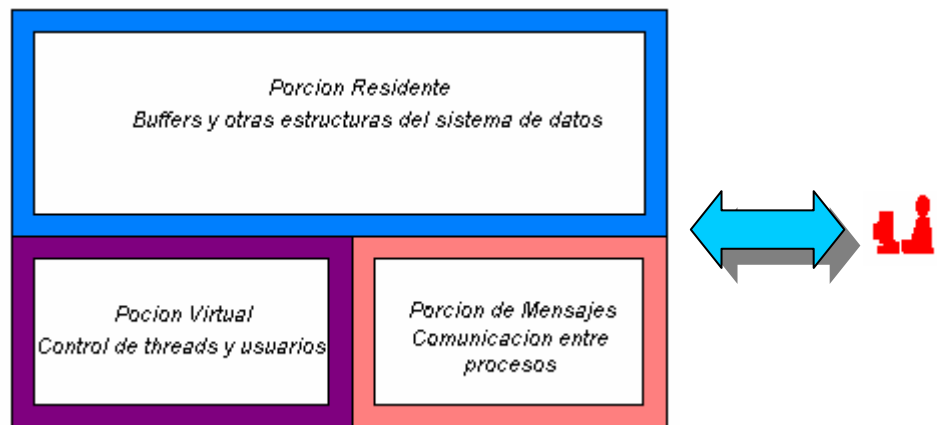 Porcion Residente
Buffers y otras estructuras del sistema de datos
Pocion Virtual
Control de threads y usuarios
Porcion de Mensajes
Comunicacion entre
procesos